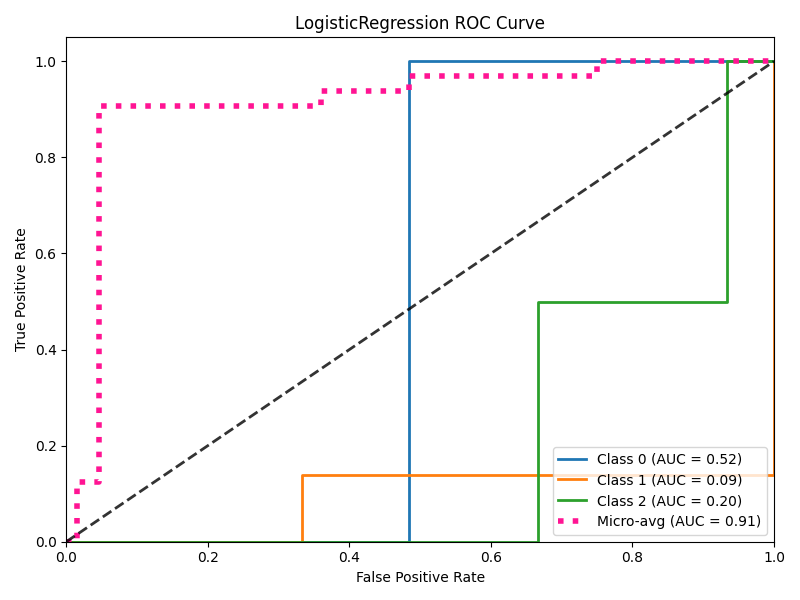 LogisticRegression ROC Curve
True Positive Rate
1.0
0.8
0.6
0.4
0.2
0.0
0.0 0.2 0.4 0.6 0.8 1.0
False Positive Rate
Class 0 (AUC = 0.52)
Class 1 (AUC = 0.09)
Class 2 (AUC = 0.20)
Micro-avg (AUC = 0.91)